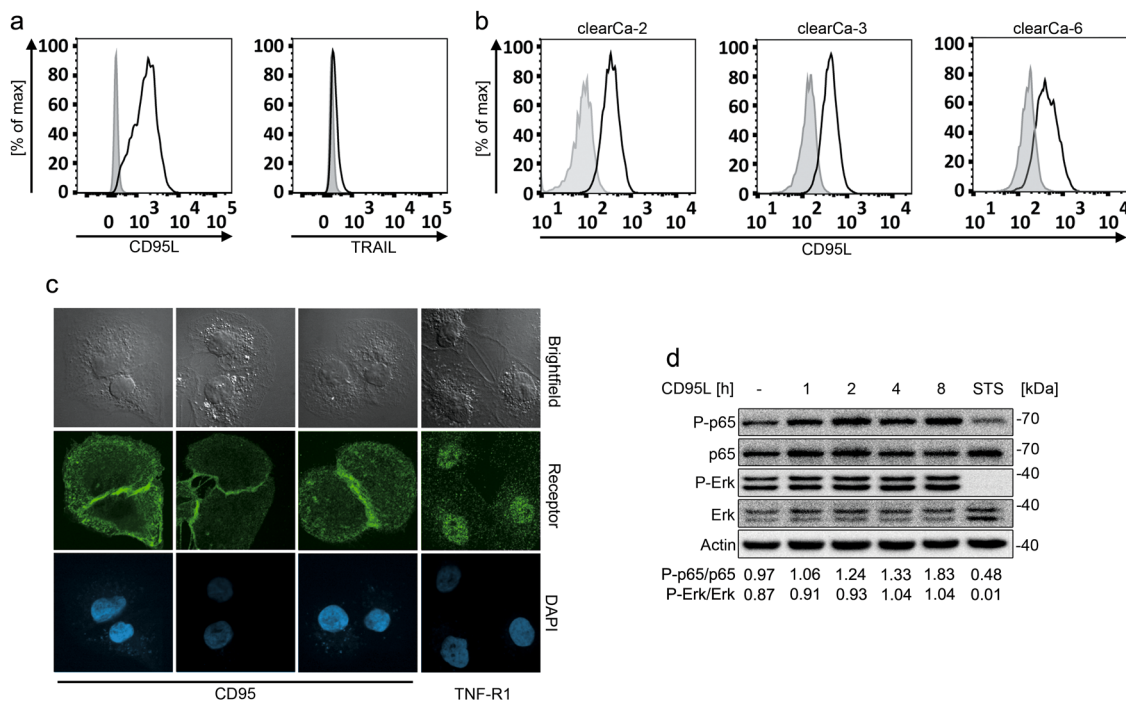 a
[% of max]
100
80
60
40
20
0
0 10^3 10^4 10^5
CD95L
100
80
60
40
20
0
0 10^3 10^4 10^5
TRAIL
b
[% of max]
clearCa-2
100
80
60
40
20
0
10^1 10^2 10^3 10^4
clearCa-3
100
80
60
40
20
0
10^1 10^2 10^3 10^4
clearCa-6
100
80
60
40
20
0
10^1 10^2 10^3 10^4
CD95L
c
Brightfield
Receptor
DAPI
CD95 TNF-R1
d
CD95L [h] - 1 2 4 8 STS [kDa]
P-p65 -70
p65 -70
P-Erk -40
Erk -40
Actin -40
P-p65/p65 0.97 1.06 1.24 1.33 1.83 0.48
P-Erk/Erk 0.87 0.91 0.93 1.04 1.04 0.01